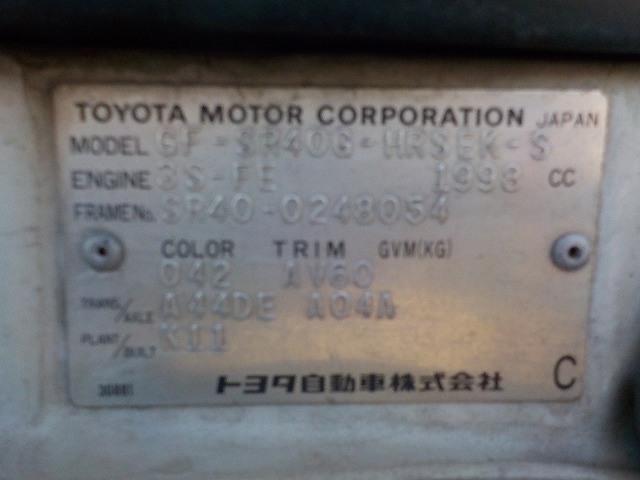 TOYOTA MOTOR CORPORATION JAPAN
MODEL GF-SR40G-HRSEK-S
ENGINE 3S-FE 1998 CC
FRAME No. SR40-0248054
COLOR TRIM GVM(KG)
042 AV60
TRANS./AXLE A44DE A04A
PLANT/BUILT K11
30881 トヨタ自動車株式会社 C